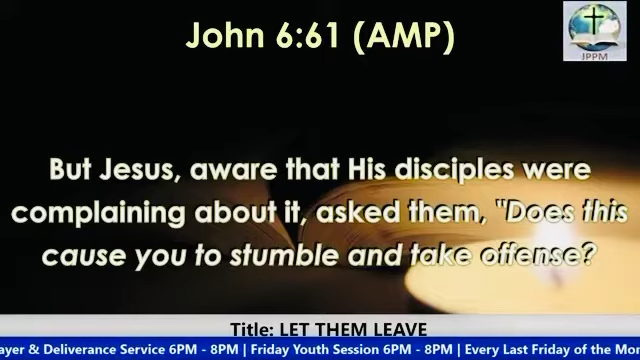 John 6:61 (AMP)
JPPM
But Jesus, aware that His disciples were
complaining about it, asked them, "Does this
cause you to stumble and take offense?
Title: LET THEM LEAVE
ayer & Deliverance Service 6PM - 8PM | Friday Youth Session 6PM - 8PM | Every Last Friday of the Mo